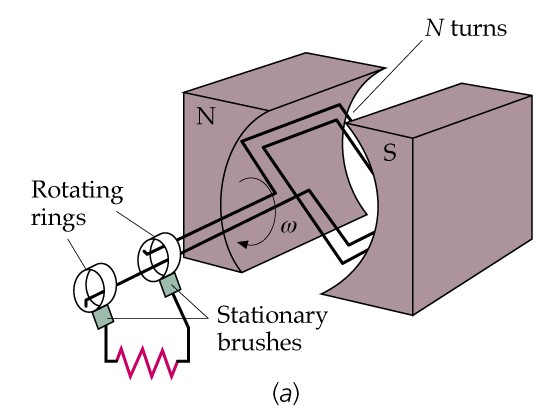 N turns
N
S
Rotating
rings
ω
Stationary
brushes
(a)